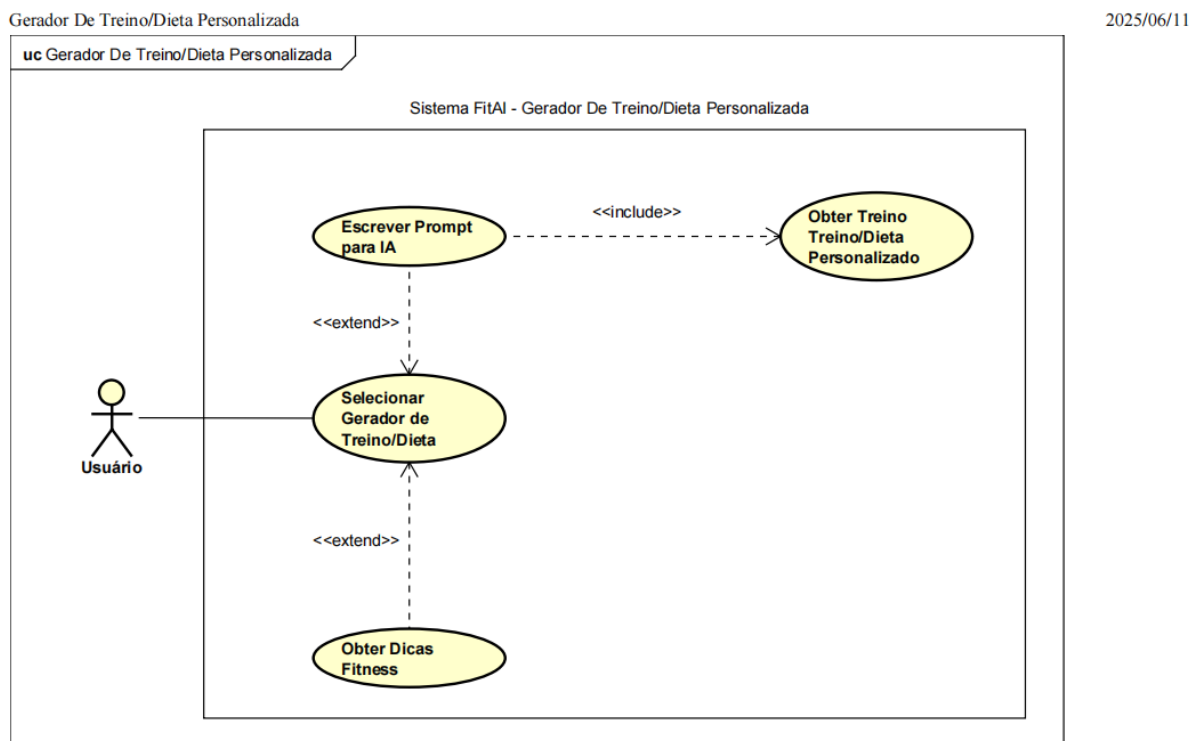 Gerador De Treino/Dieta Personalizada
2025/06/11
uc Gerador De Treino/Dieta Personalizada
Sistema FitAI - Gerador De Treino/Dieta Personalizada
Escrever Prompt
para IA
<<include>>
Obter Treino
Treino/Dieta
Personalizado
<<extend>>
Selecionar
Gerador de
Treino/Dieta
Usuário
<<extend>>
Obter Dicas
Fitness